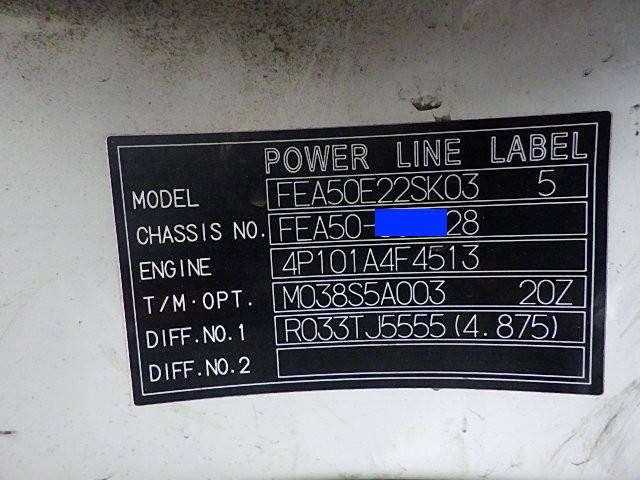 POWER LINE LABEL
MODEL FEA50E22SK03 5
CHASSIS NO. FEA50- 28
ENGINE 4P101A4F4513
T/M·OPT. M038S5A003 20Z
DIFF.NO.1 R033TJ5555(4.875)
DIFF.NO.2